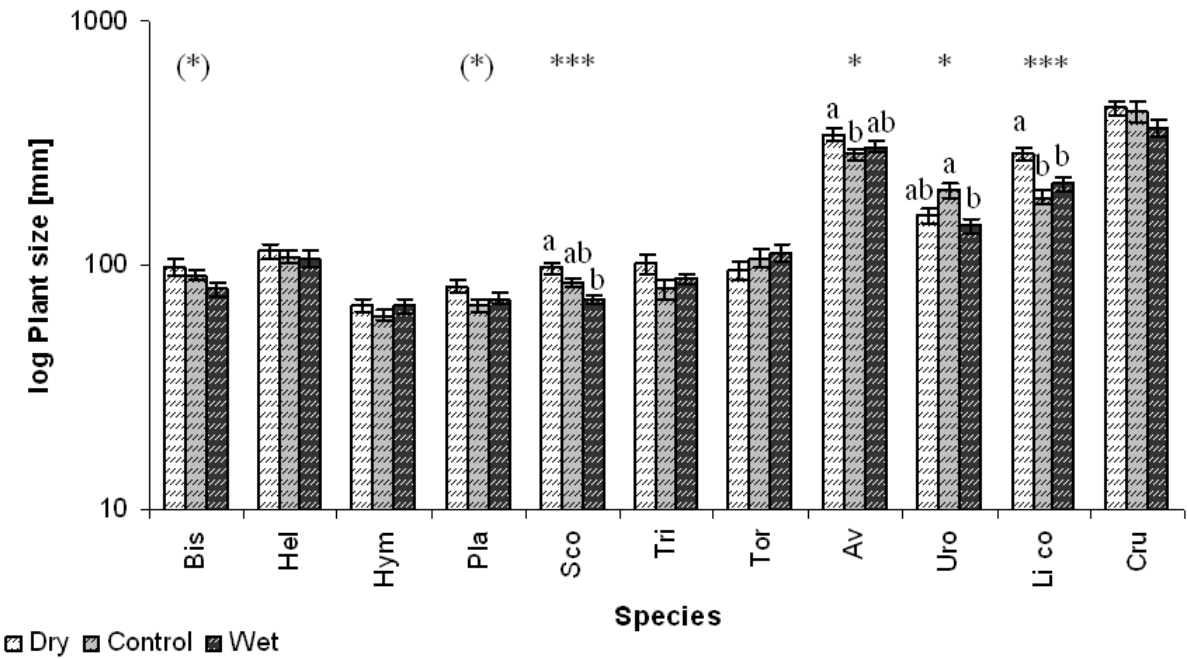 1000
(*) (*) *** * * ***
a b ab
a
ab a b
a b b
a ab b
log Plant size [mm]
100
10
Bis Hel Hym Pla Sco Tri Tor Av Uro Li co Cru
Species
Dry Control Wet